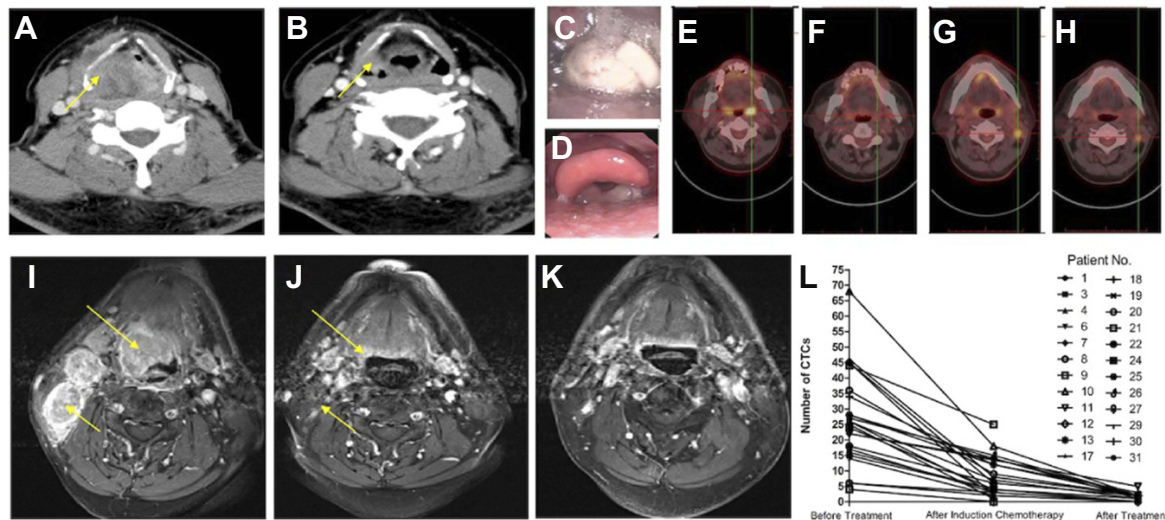 A
B
C
D
E
F
G
H
I
J
K
L
Patient No.
1 18
3 19
4 20
6 21
7 22
8 24
9 25
10 26
11 27
12 29
13 30
17 31
Number of CTCs
75
70
65
60
55
50
45
40
35
30
25
20
15
10
5
0
Before Treatment After Induction Chemotherapy After Treatmen